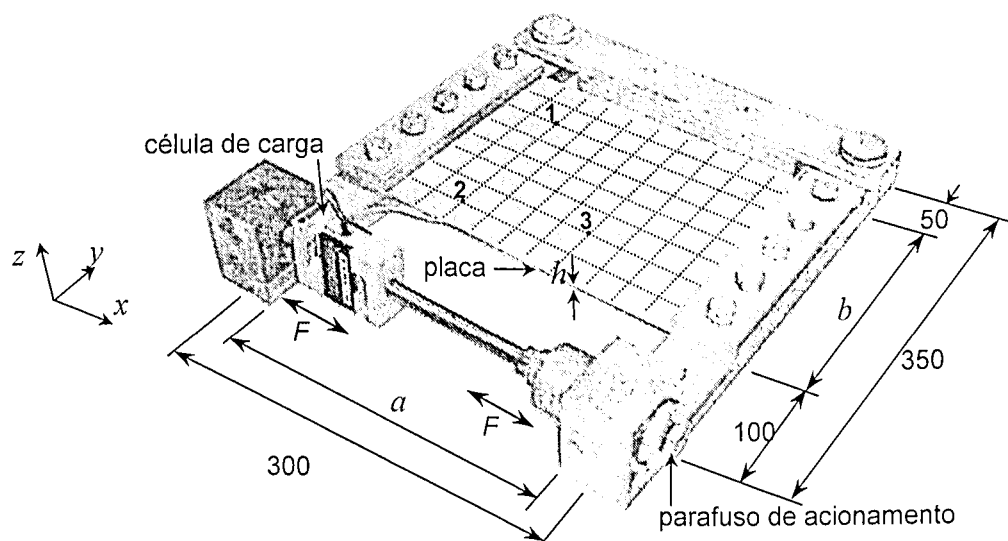 1
célula de carga
2
3
50
placa
h
z
y
x
F
b
350
a
F
100
300
parafuso de acionamento